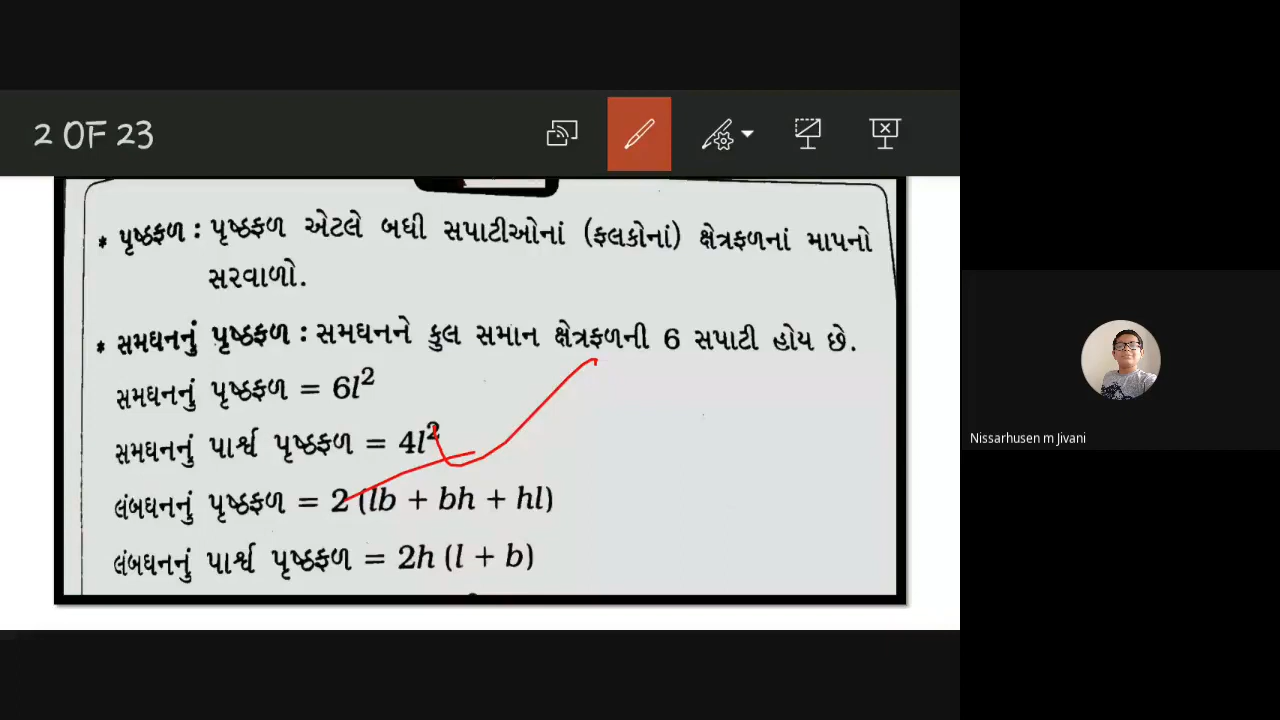 2 OF 23
* પૃષ્ઠફળ : પૃષ્ઠફળ એટલે બધી સપાટીઓનાં (ફલકોનાં) ક્ષેત્રફળનાં માપનો
સરવાળો.
* સમઘનનું પૃષ્ઠફળ : સમઘનને કુલ સમાન ક્ષેત્રફળની 6 સપાટી હોય છે.
સમઘનનું પૃષ્ઠફળ = 6l²
સમઘનનું પાર્શ્વ પૃષ્ઠફળ = 4l²
લંબઘનનું પૃષ્ઠફળ = 2 (lb + bh + hl)
લંબઘનનું પાર્શ્વ પૃષ્ઠફળ = 2h (l + b)
Nissarhusen m Jivani